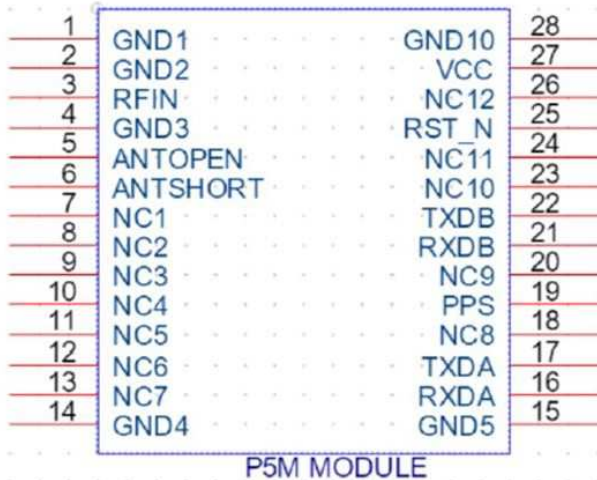 1 GND1 GND10 28
2 GND2 VCC 27
3 RFIN NC12 26
4 GND3 RST_N 25
5 ANTOPEN NC11 24
6 ANTSHORT NC10 23
7 NC1 TXDB 22
8 NC2 RXDB 21
9 NC3 NC9 20
10 NC4 PPS 19
11 NC5 NC8 18
12 NC6 TXDA 17
13 NC7 RXDA 16
14 GND4 GND5 15
P5M MODULE